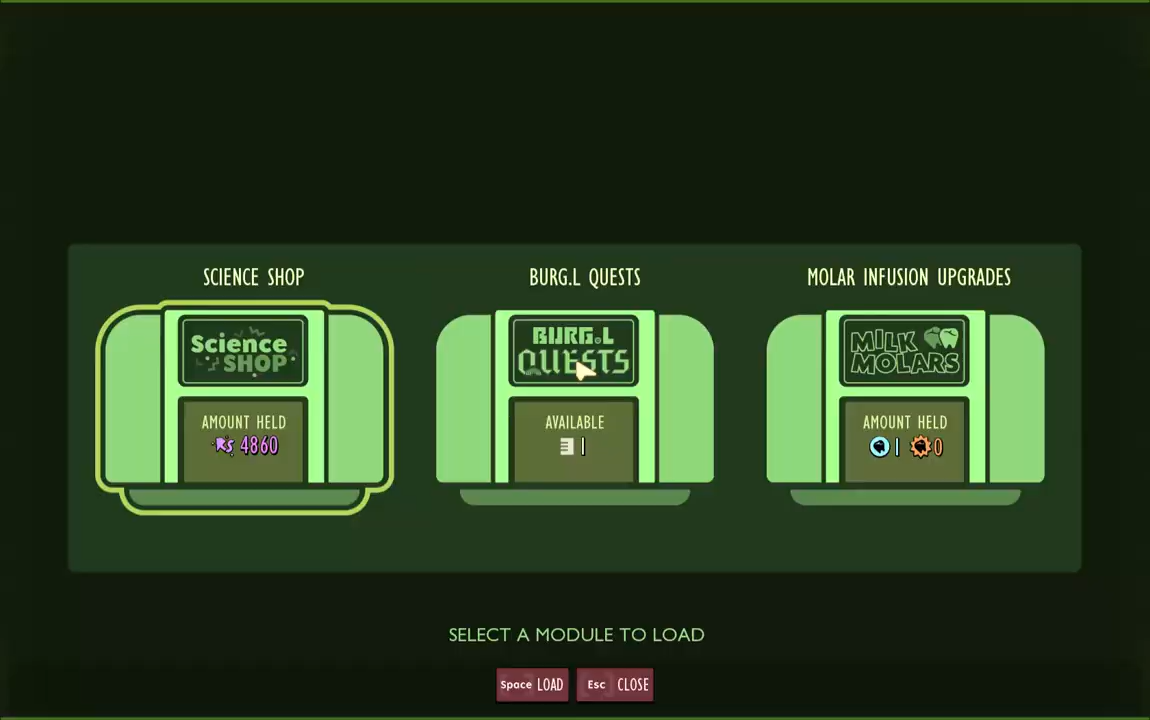 SCIENCE SHOP
BURG.L QUESTS
MOLAR INFUSION UPGRADES
Science
SHOP
BURG.L
QUESTS
MILK
MOLARS
AMOUNT HELD
RS 4860
AVAILABLE
1
AMOUNT HELD
1 0
SELECT A MODULE TO LOAD
Space LOAD
Esc CLOSE